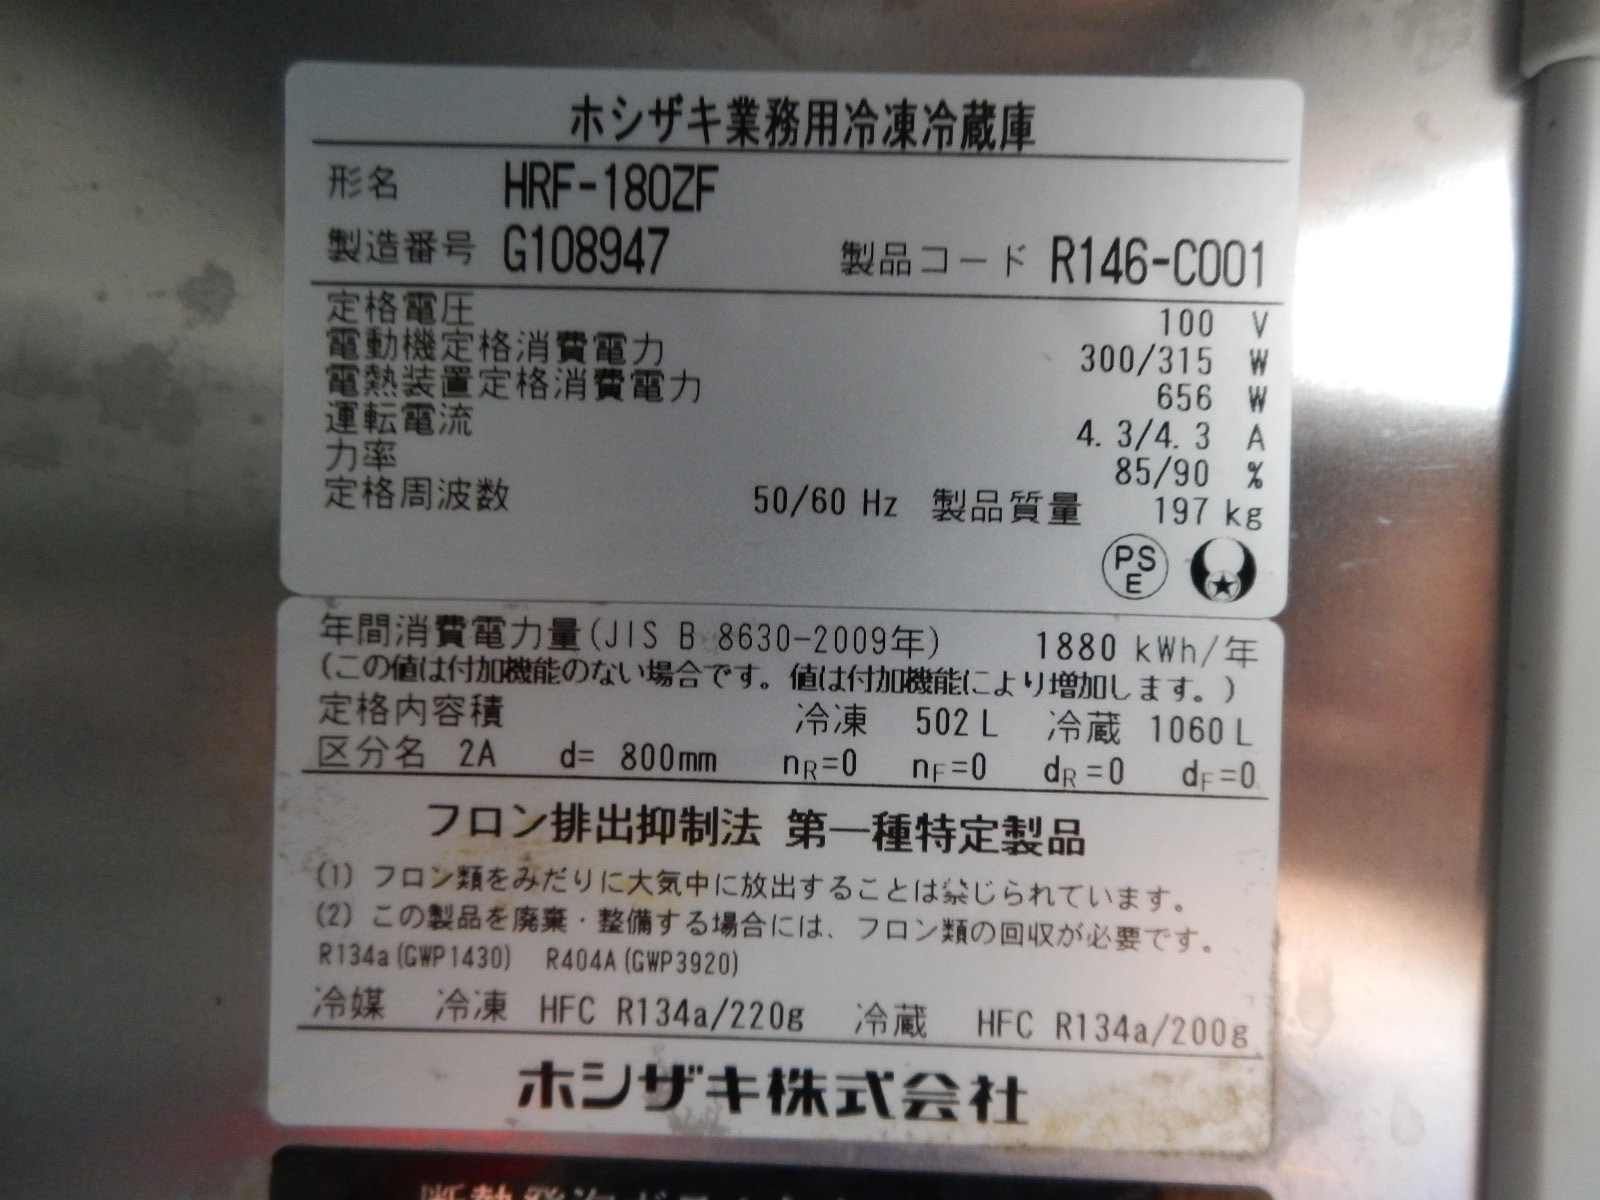 ホシザキ業務用冷凍冷蔵庫
形名 HRF-180ZF
製造番号 G108947 製品コード R146-C001
定格電圧 100 V
電動機定格消費電力 300/315 W
電熱装置定格消費電力 656 W
運転電流 4.3/4.3 A
力率 85/90 %
定格周波数 50/60 Hz 製品質量 197 kg
PS
E
年間消費電力量(JIS B 8630-2009年) 1880 kWh/年
(この値は付加機能のない場合です。値は付加機能により増加します。)
定格内容積 冷凍 502 L 冷蔵 1060 L
区分名 2A d= 800mm nR=0 nF=0 dR=0 dF=0
フロン排出抑制法 第一種特定製品
(1) フロン類をみだりに大気中に放出することは禁じられています。
(2) この製品を廃棄・整備する場合には、フロン類の回収が必要です。
R134a(GWP1430) R404A(GWP3920)
冷媒 冷凍 HFC R134a/220g 冷蔵 HFC R134a/200g
ホシザキ株式会社